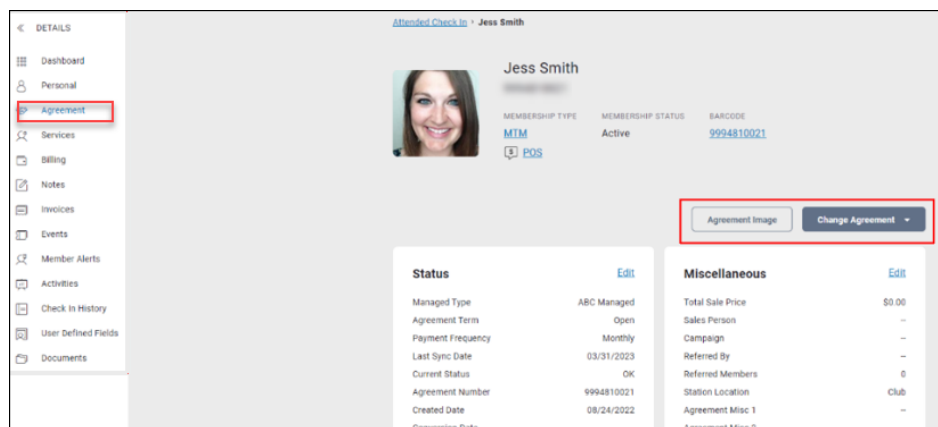 DETAILS
Dashboard
Personal
Agreement
Services
Billing
Notes
Invoices
Events
Member Alerts
Activities
Check In History
User Defined Fields
Documents
Attended Check In › Jess Smith
Jess Smith
MEMBERSHIP TYPE MEMBERSHIP STATUS BARCODE
MTM Active 9994810021
$ POS
Agreement Image Change Agreement
Status Edit
Managed Type ABC Managed
Agreement Term Open
Payment Frequency Monthly
Last Sync Date 03/31/2023
Current Status OK
Agreement Number 9994810021
Created Date 08/24/2022
Miscellaneous Edit
Total Sale Price $0.00
Sales Person --
Campaign --
Referred By --
Referred Members 0
Station Location Club
Agreement Misc 1 --